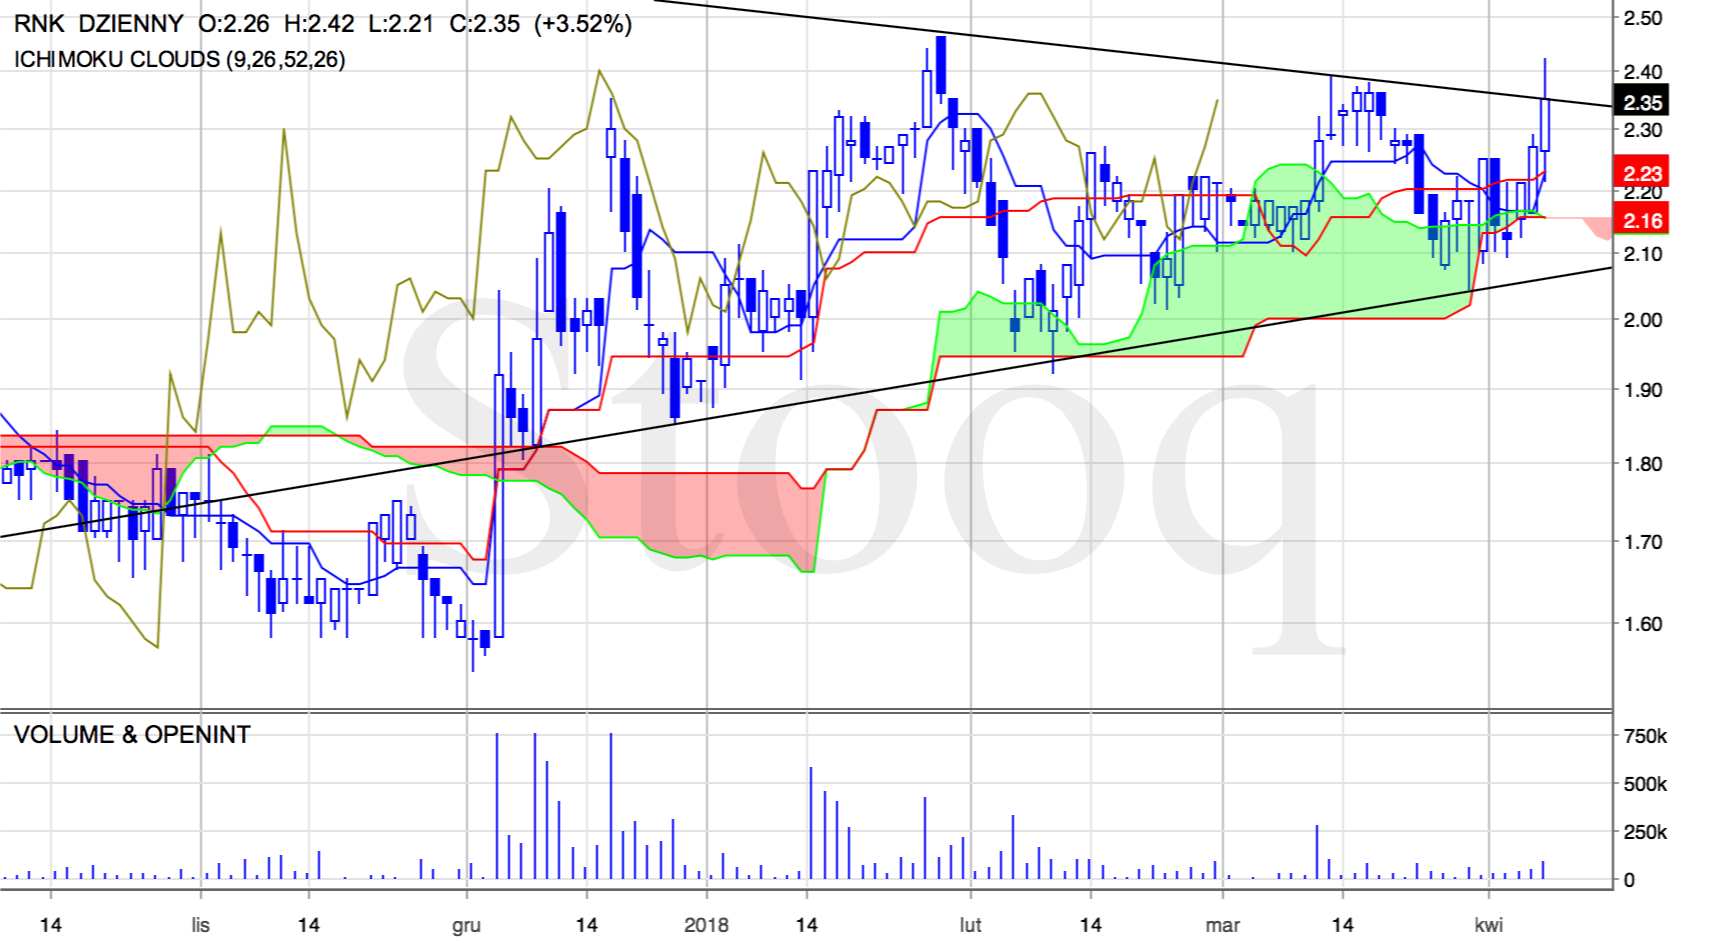 RNK DZIENNY O:2.26 H:2.42 L:2.21 C:2.35 (+3.52%)
ICHIMOKU CLOUDS (9,26,52,26)
2.50
2.40
2.35
2.30
2.23
2.20
2.16
2.10
2.00
1.90
1.80
1.70
1.60
Stooq
VOLUME & OPENINT
750k
500k
250k
0
14 lis 14 gru 14 2018 14 lut 14 mar 14 kwi